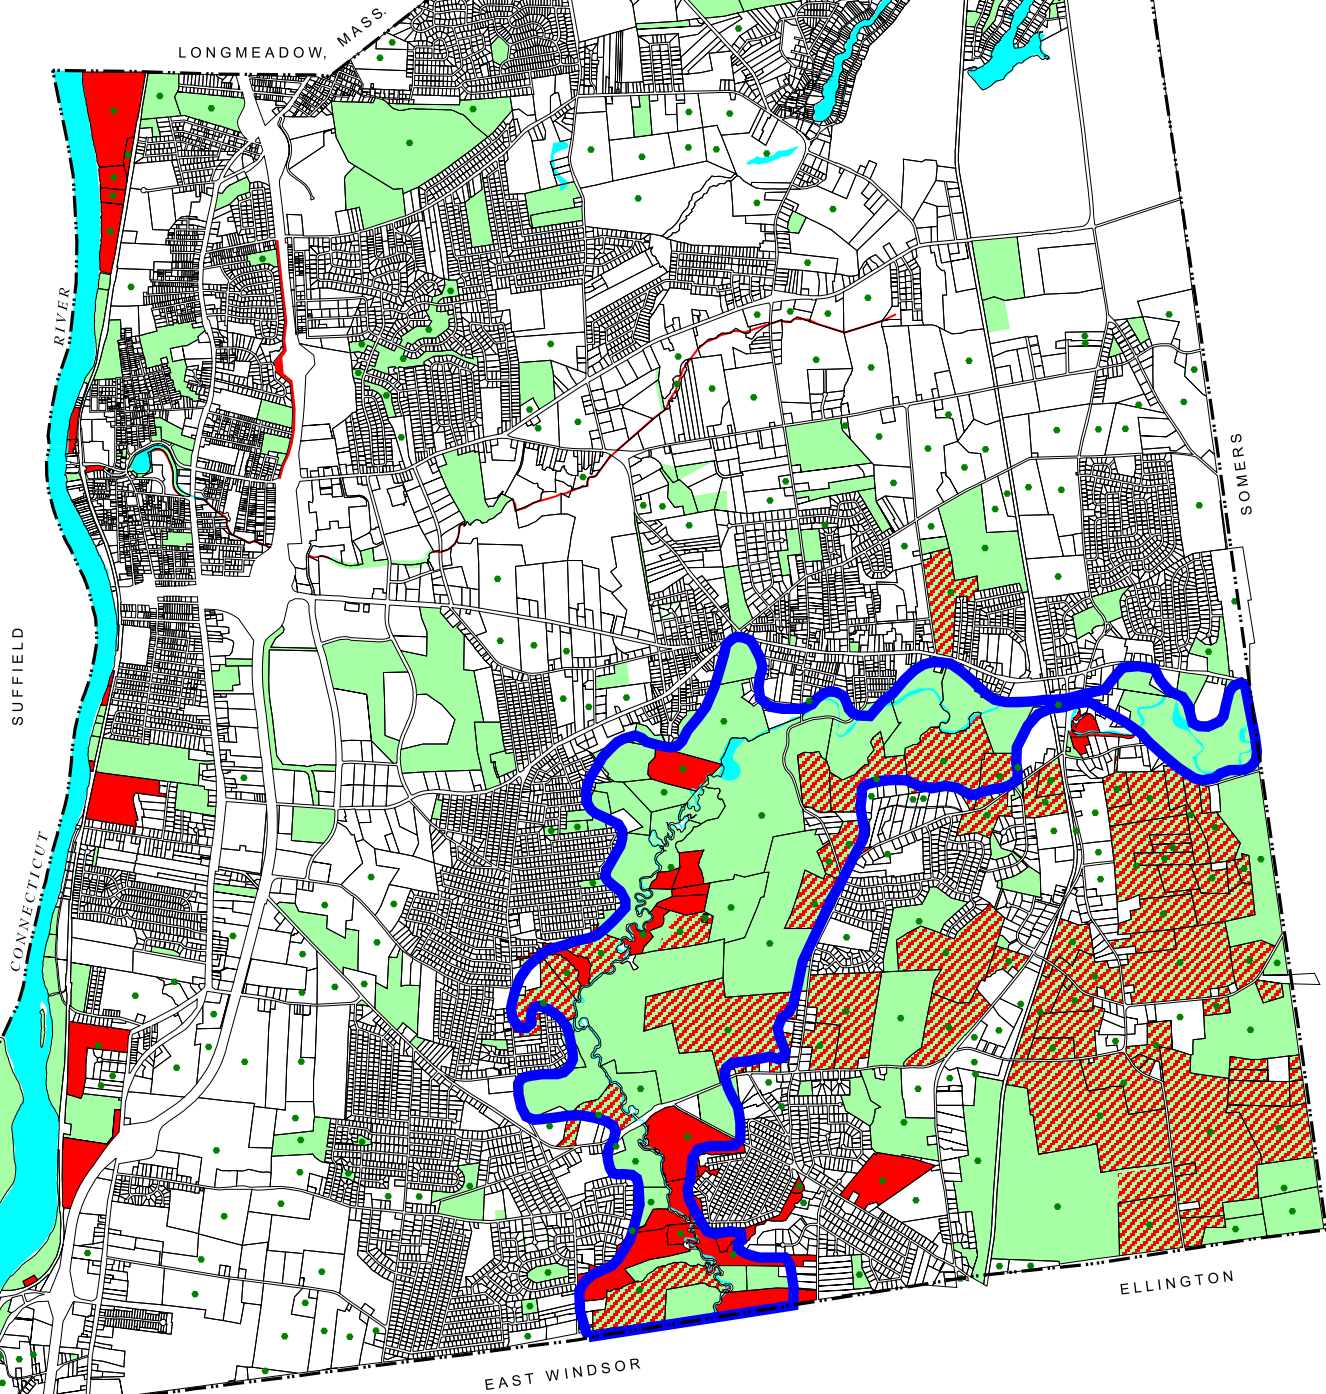 LONGMEADOW, MASS.
RIVER
SOMERS
SUFFIELD
CONNECTICUT
ELLINGTON
EAST WINDSOR